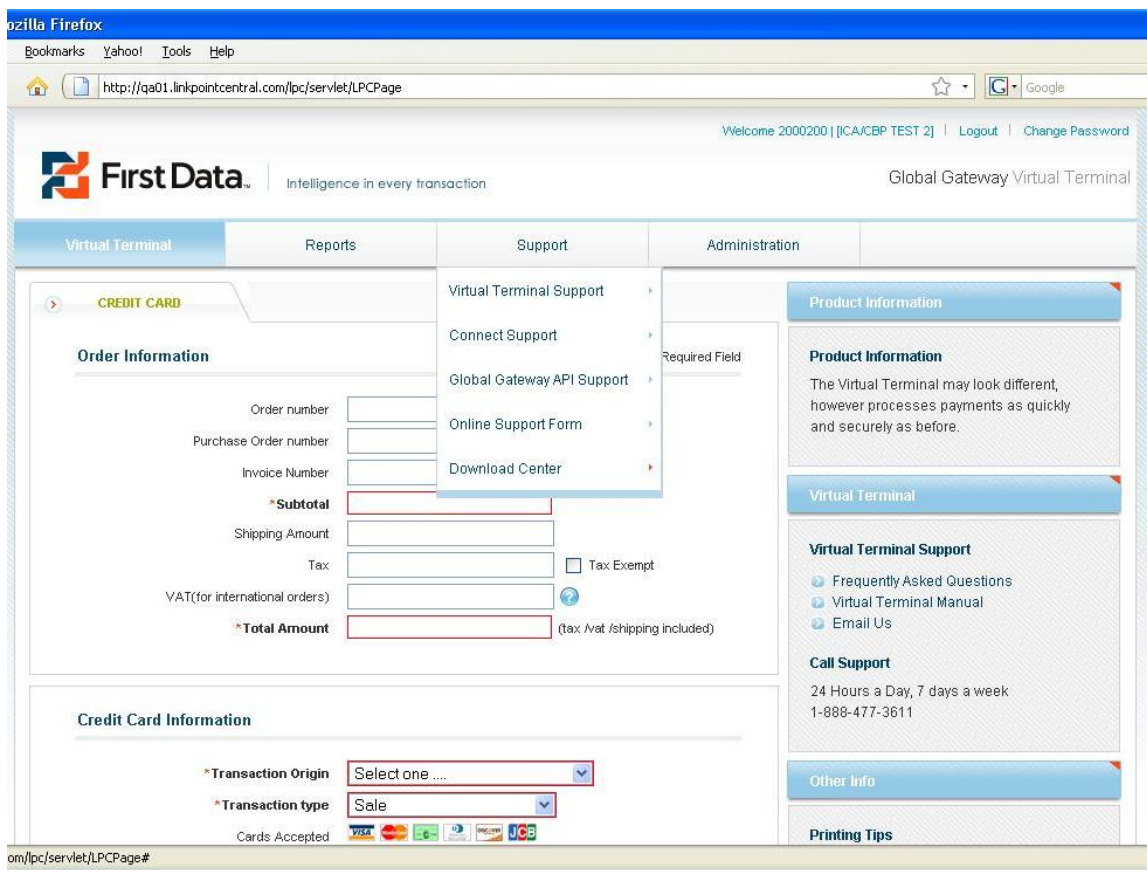 ozilla Firefox
Bookmarks Yahoo! Tools Help
http://qa01.linkpointcentral.com/lpc/servlet/LPCPage
Google
Welcome 2000200 | [ICA/CBP TEST 2] | Logout | Change Password
First Data™
Intelligence in every transaction
Global Gateway Virtual Terminal
Virtual Terminal Reports Support Administration
Virtual Terminal Support
Connect Support
Global Gateway API Support
Online Support Form
Download Center
CREDIT CARD
Order Information
Required Field
Order number
Purchase Order number
Invoice Number
*Subtotal
Shipping Amount
Tax
Tax Exempt
VAT(for international orders)
*Total Amount
(tax /vat /shipping included)
Credit Card Information
*Transaction Origin
Select one ....
*Transaction type
Sale
Cards Accepted
VISA
JCB
Product Information
Product Information
The Virtual Terminal may look different,
however processes payments as quickly
and securely as before.
Virtual Terminal
Virtual Terminal Support
Frequently Asked Questions
Virtual Terminal Manual
Email Us
Call Support
24 Hours a Day, 7 days a week
1-888-477-3611
Other Info
Printing Tips
om/lpc/servlet/LPCPage#